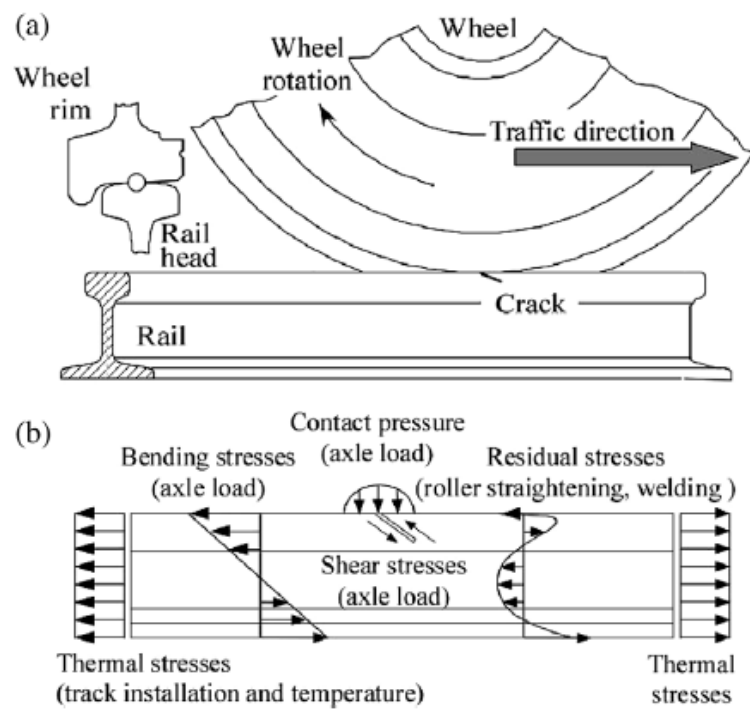 (a)
Wheel
Wheel
rotation
Wheel
rim
Traffic direction
Rail
head
Crack
Rail
(b)
Contact pressure
(axle load)
Bending stresses
(axle load)
Residual stresses
(roller straightening, welding )
Shear stresses
(axle load)
Thermal stresses
(track installation and temperature)
Thermal
stresses